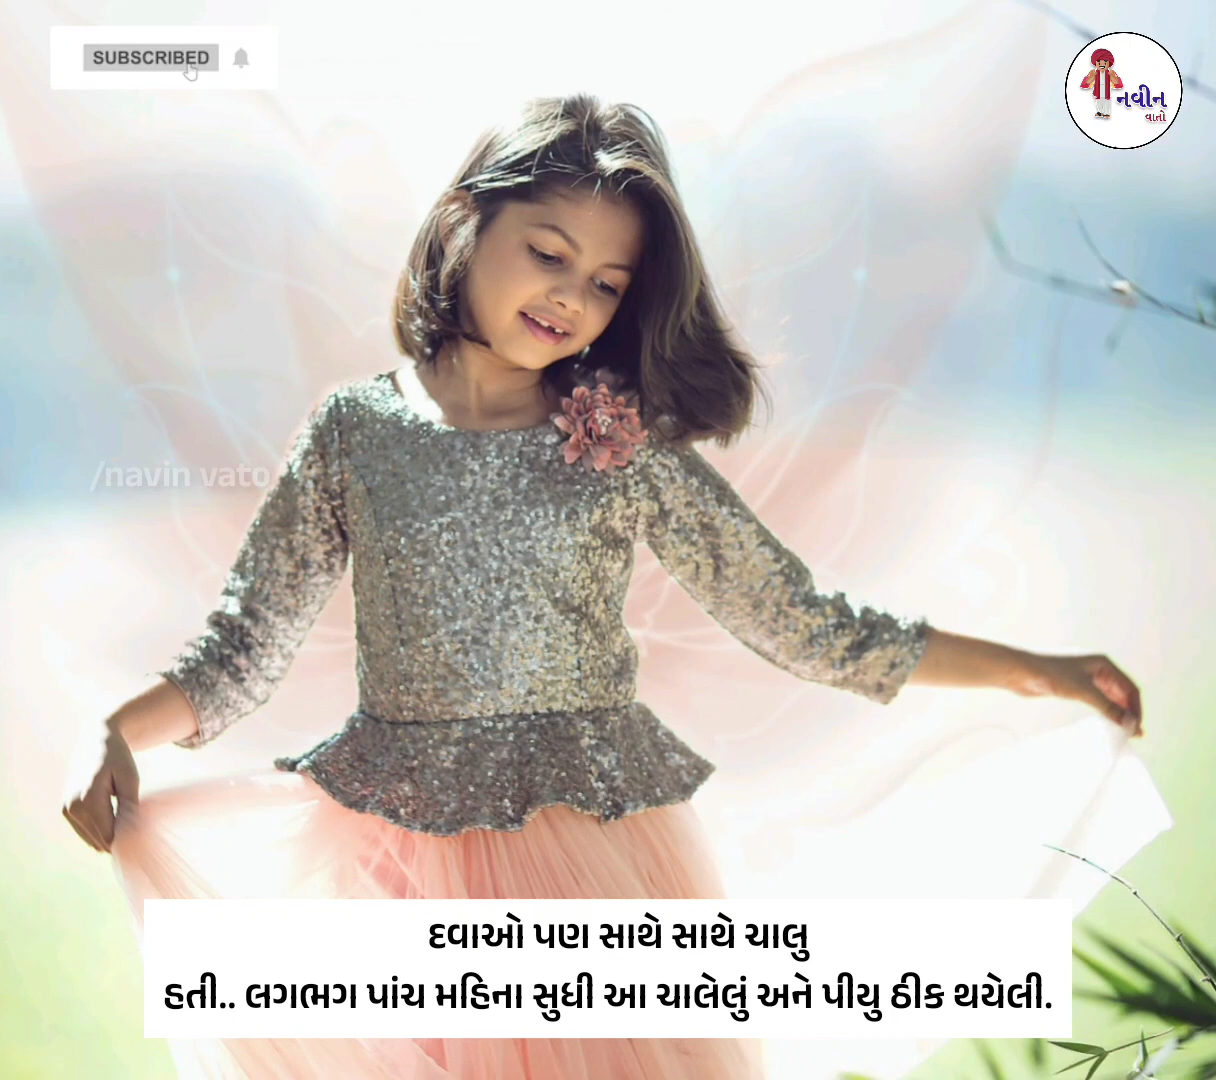 SUBSCRIBED
નવીન
વાતો
/navin vato
દવાઓ પણ સાથે સાથે ચાલુ
હતી.. લગભગ પાંચ મહિના સુધી આ ચાલેલું અને પીયુ ઠીક થયેલી.